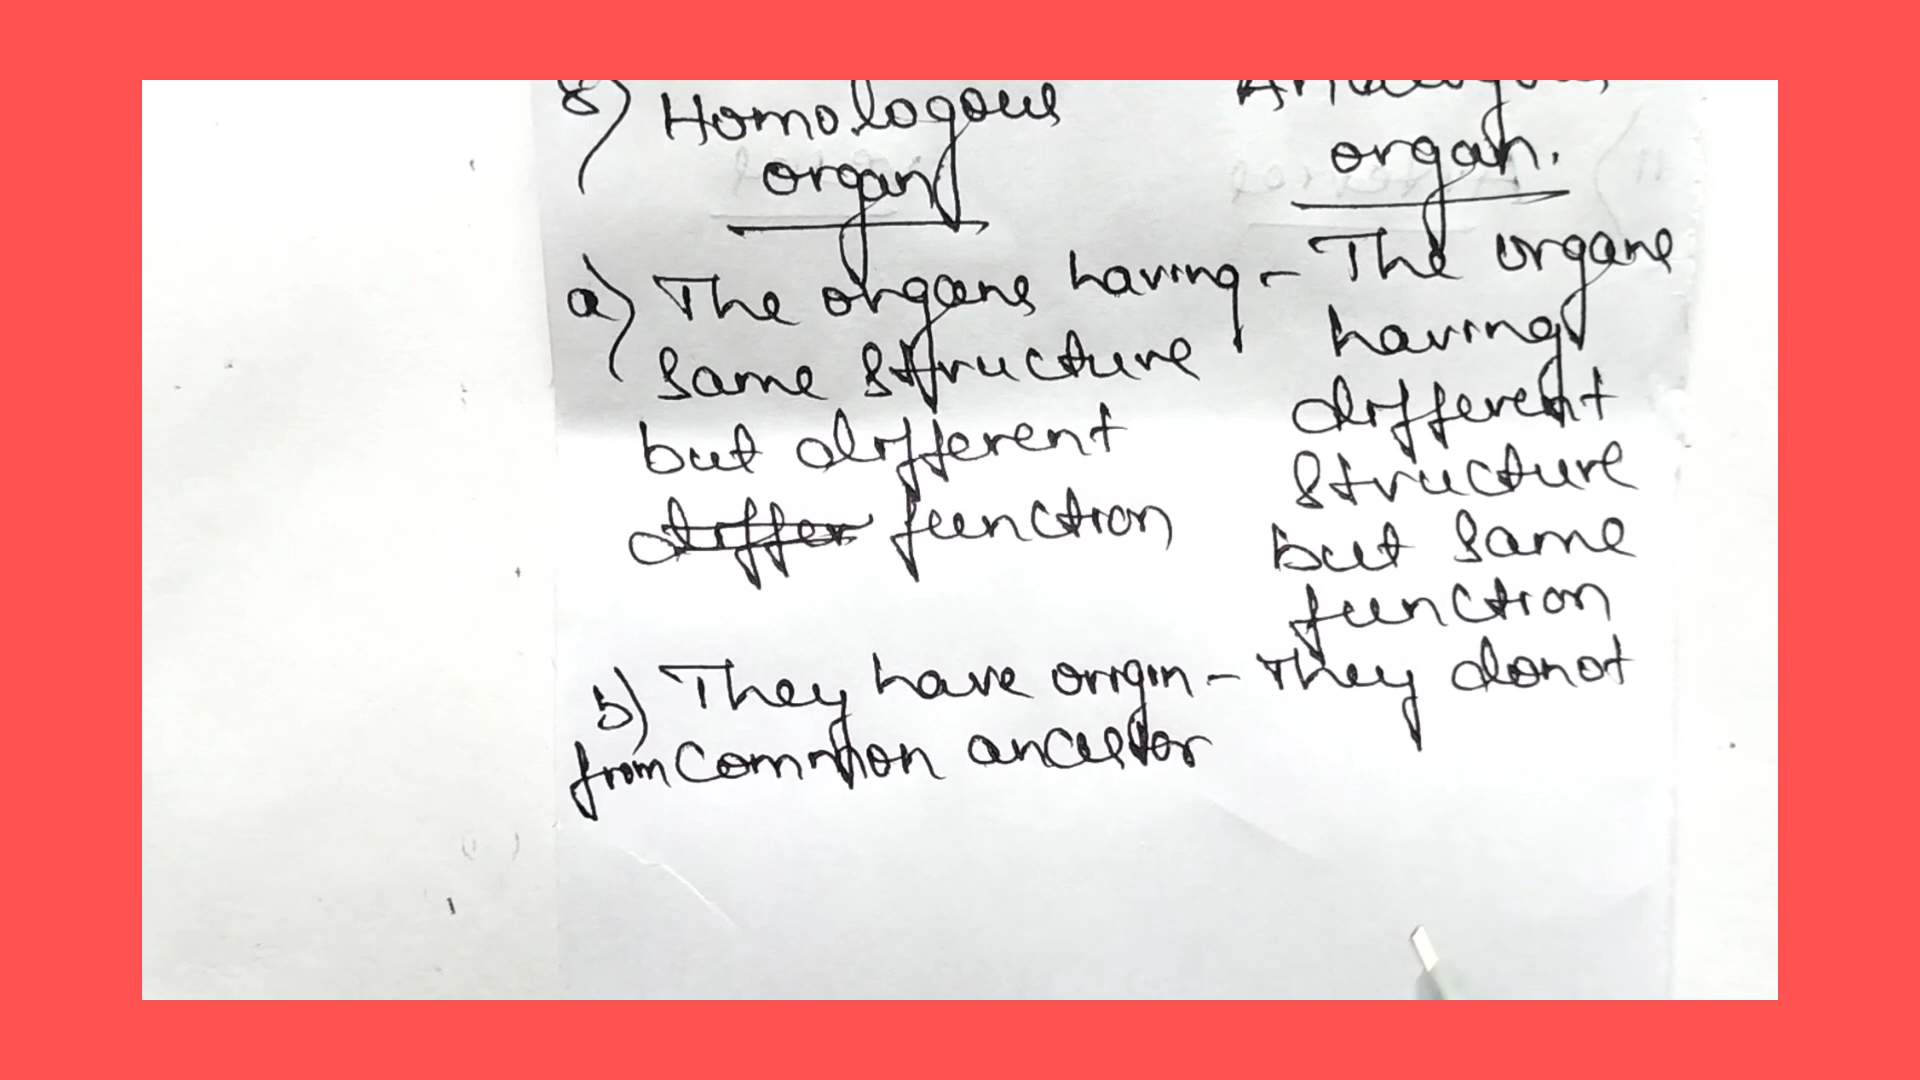 8) Homologous
organ
Analogous
organ.
a) The organs having -
same structure
but different
differ function
The organs
having
different
structure
but same
function
b) They have origin -
from common ancestor
They donot